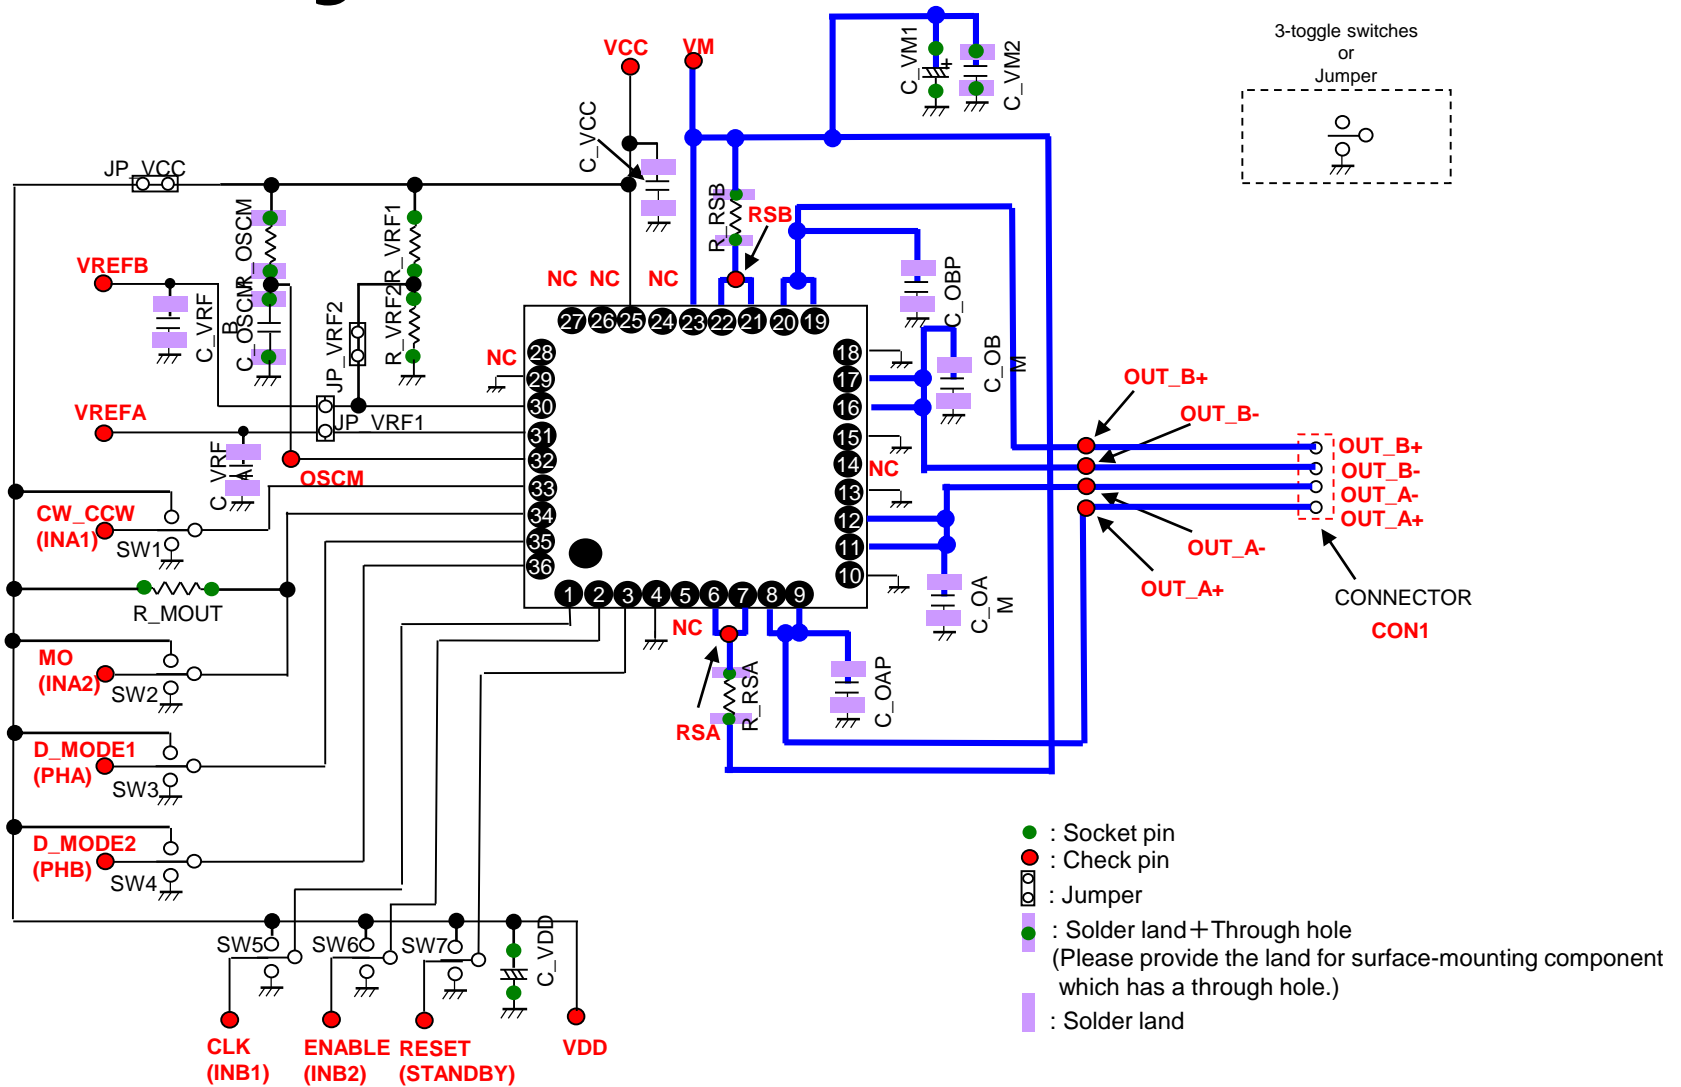 VCC
VM
C_VM1
+
C_VM2
3-toggle switches
or
Jumper
C_VCC
JP_VCC
R_OSCM
R_VRF1
R_RSB
RSB
VREFB
C_VRF
B
C_OSCM
JP_VRF2
R_VRF2
NC
NC
NC
C_OBP
27
26
25
24
23
22
21
20
19
NC
28
29
30
31
32
33
34
35
36
18
17
16
15
14
13
12
11
10
NC
C_OB
M
VREFA
JP_VRF1
C_VRF
A
OSCM
OUT_B+
OUT_B-
OUT_B+
OUT_B-
OUT_A-
OUT_A+
OUT_A-
OUT_A+
CONNECTOR
CON1
CW_CCW
(INA1)
SW1
R_MOUT
MO
(INA2)
SW2
D_MODE1
(PHA)
SW3
D_MODE2
(PHB)
SW4
1
2
3
4
5
6
7
8
9
NC
RSA
R_RSA
C_OAP
C_OA
M
SW5
SW6
SW7
C_VDD
CLK
(INB1)
ENABLE
(INB2)
RESET
(STANDBY)
VDD
: Socket pin
: Check pin
: Jumper
: Solder land＋Through hole
(Please provide the land for surface-mounting component
which has a through hole.)
: Solder land